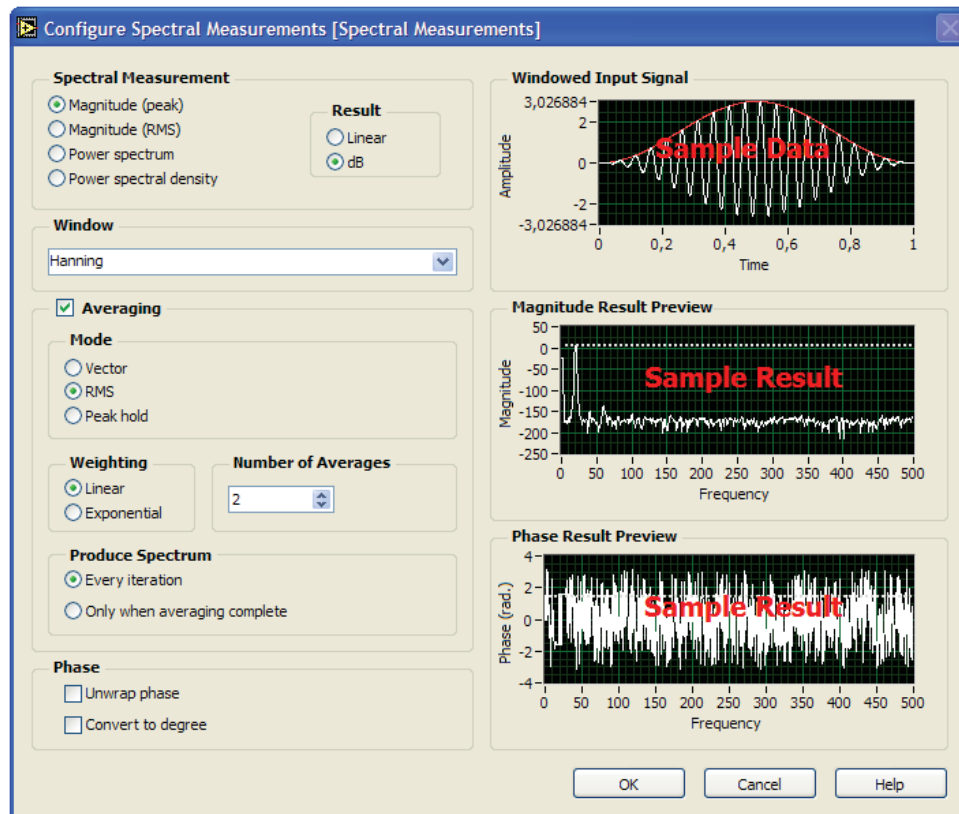 Configure Spectral Measurements [Spectral Measurements]
Spectral Measurement
Magnitude (peak)
Magnitude (RMS)
Power spectrum
Power spectral density
Result
Linear
dB
Window
Hanning
Averaging
Mode
Vector
RMS
Peak hold
Weighting
Linear
Exponential
Number of Averages
2
Produce Spectrum
Every iteration
Only when averaging complete
Phase
Unwrap phase
Convert to degree
Windowed Input Signal
Amplitude
3,026884
2
0
-2
-3,026884
Sample Data
0 0,2 0,4 0,6 0,8 1
Time
Magnitude Result Preview
Magnitude
50
0
-50
-100
-150
-200
-250
Sample Result
0 50 100 150 200 250 300 350 400 450 500
Frequency
Phase Result Preview
Phase (rad.)
4
2
0
-2
-4
Sample Result
0 50 100 150 200 250 300 350 400 450 500
Frequency
OK Cancel Help